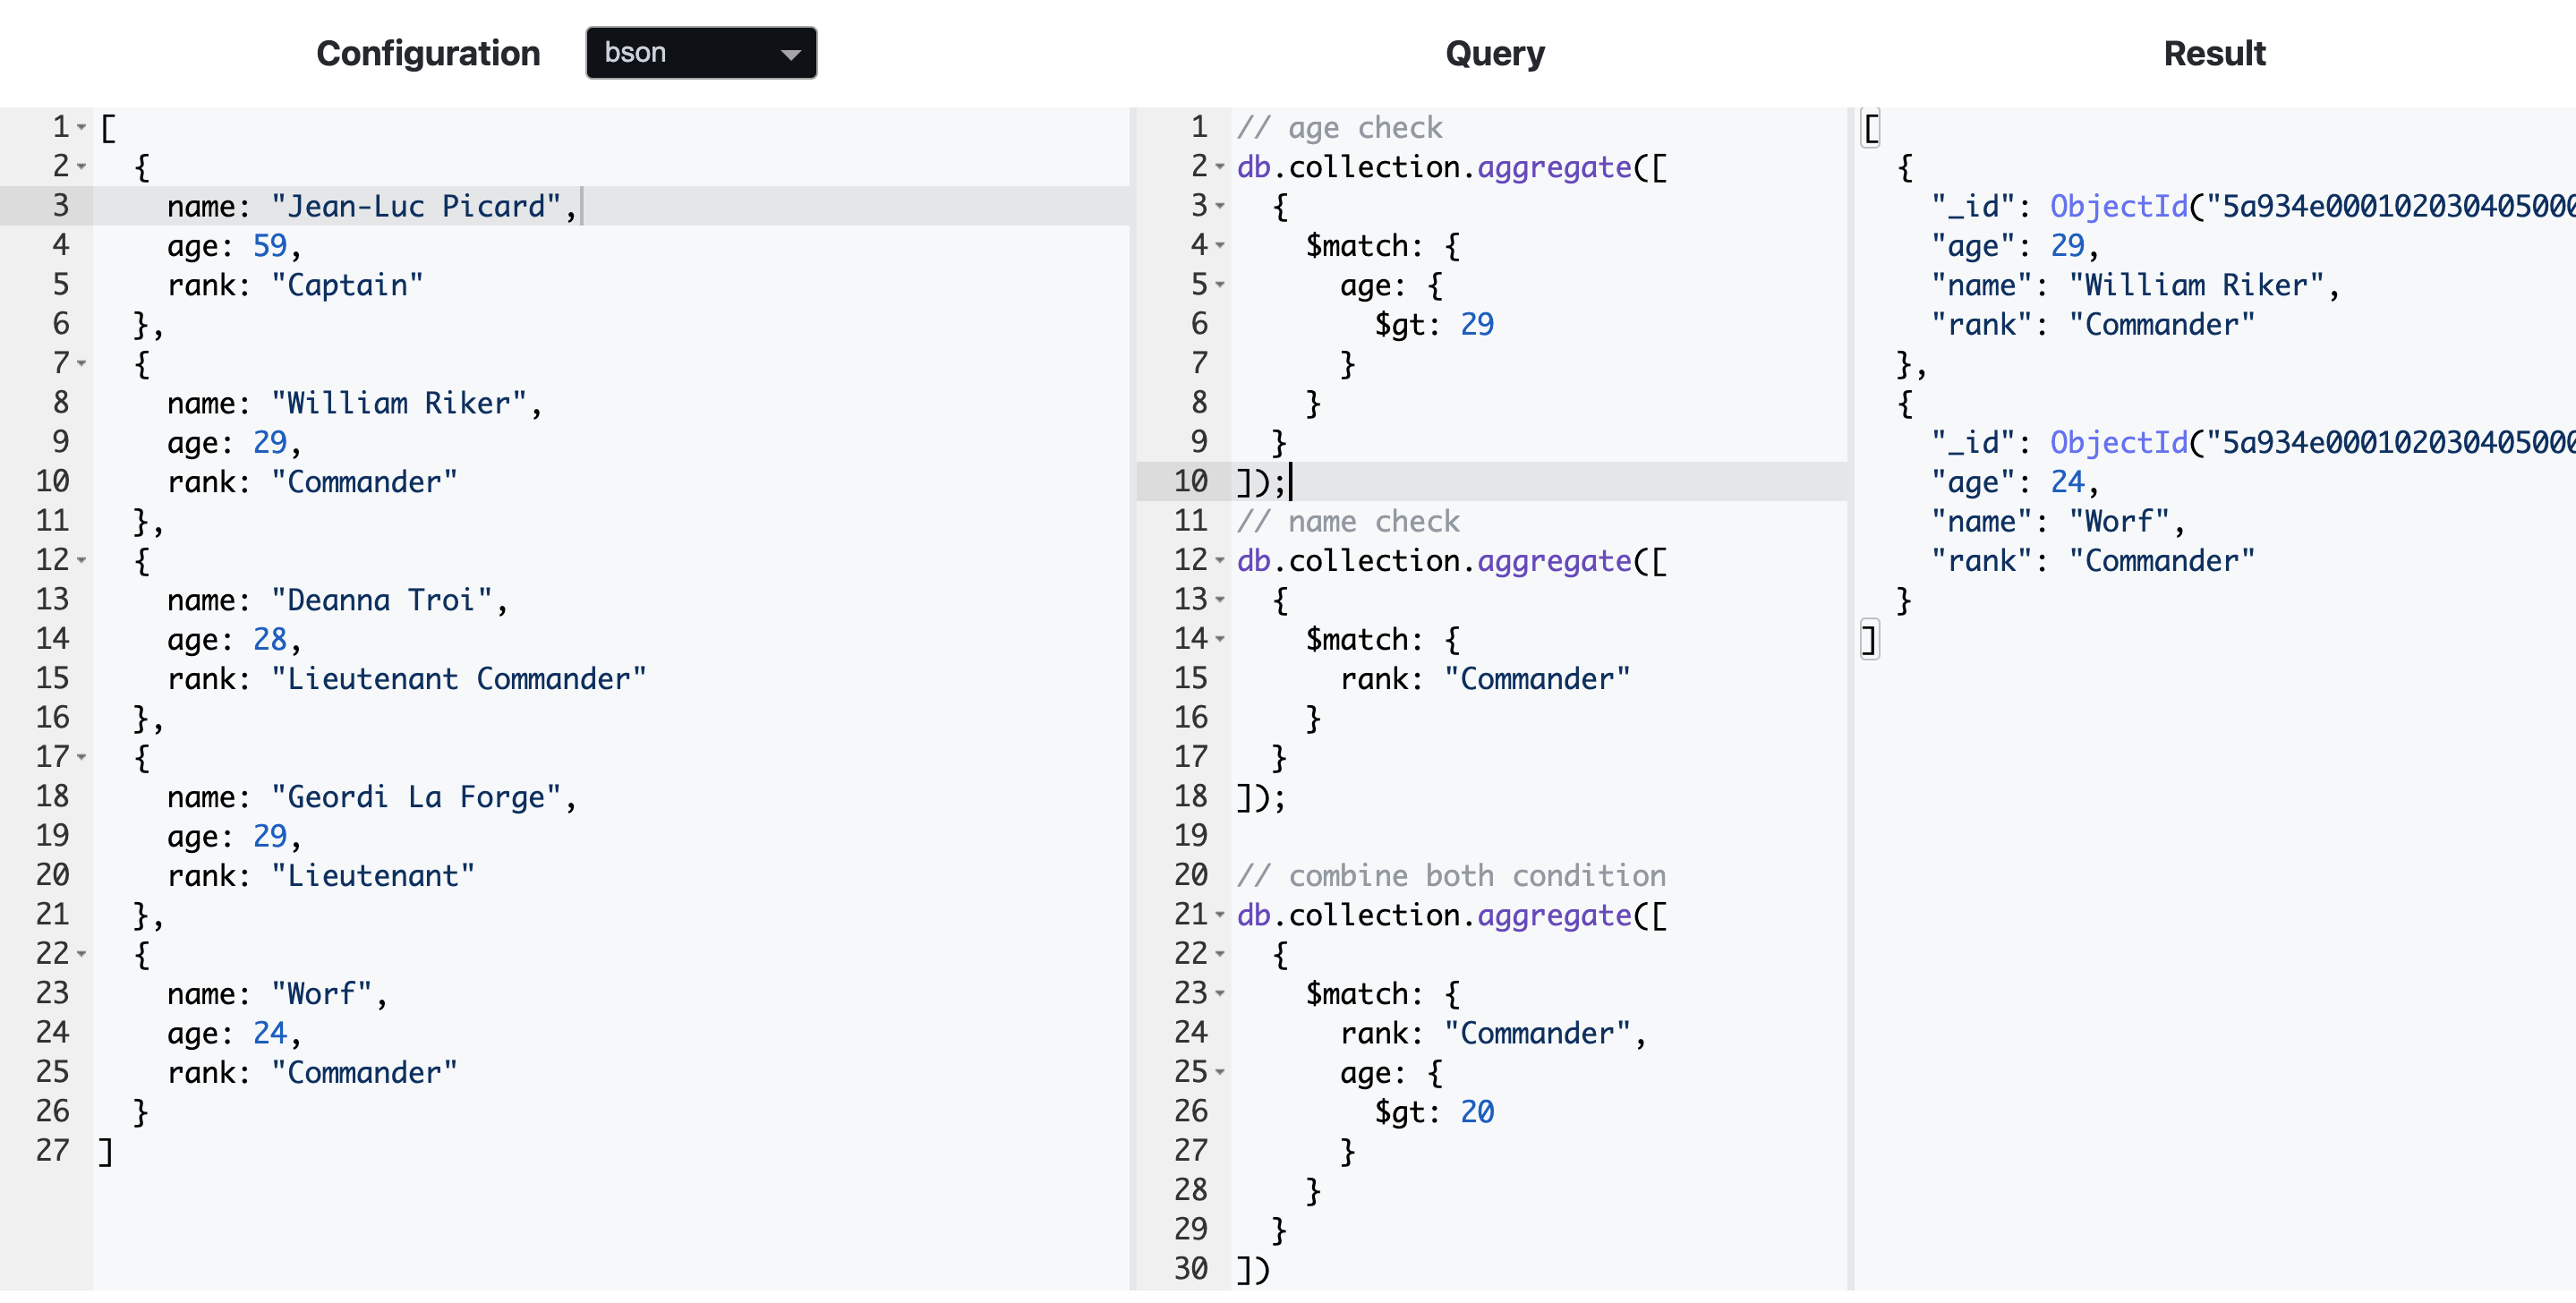 Configuration bson Query Result
1 [
2 {
3 name: "Jean-Luc Picard",
4 age: 59,
5 rank: "Captain"
6 },
7 {
8 name: "William Riker",
9 age: 29,
10 rank: "Commander"
11 },
12 {
13 name: "Deanna Troi",
14 age: 28,
15 rank: "Lieutenant Commander"
16 },
17 {
18 name: "Geordi La Forge",
19 age: 29,
20 rank: "Lieutenant"
21 },
22 {
23 name: "Worf",
24 age: 24,
25 rank: "Commander"
26 }
27 ]
1 // age check
2 db.collection.aggregate([
3 {
4 $match: {
5 age: {
6 $gt: 29
7 }
8 }
9 }
10 ]);
11 // name check
12 db.collection.aggregate([
13 {
14 $match: {
15 rank: "Commander"
16 }
17 }
18 ]);
19
20 // combine both condition
21 db.collection.aggregate([
22 {
23 $match: {
24 rank: "Commander",
25 age: {
26 $gt: 20
27 }
28 }
29 }
30 ])
[
{
"_id": ObjectId("5a934e000102030405000
"age": 29,
"name": "William Riker",
"rank": "Commander"
},
{
"_id": ObjectId("5a934e000102030405000
"age": 24,
"name": "Worf",
"rank": "Commander"
}
]